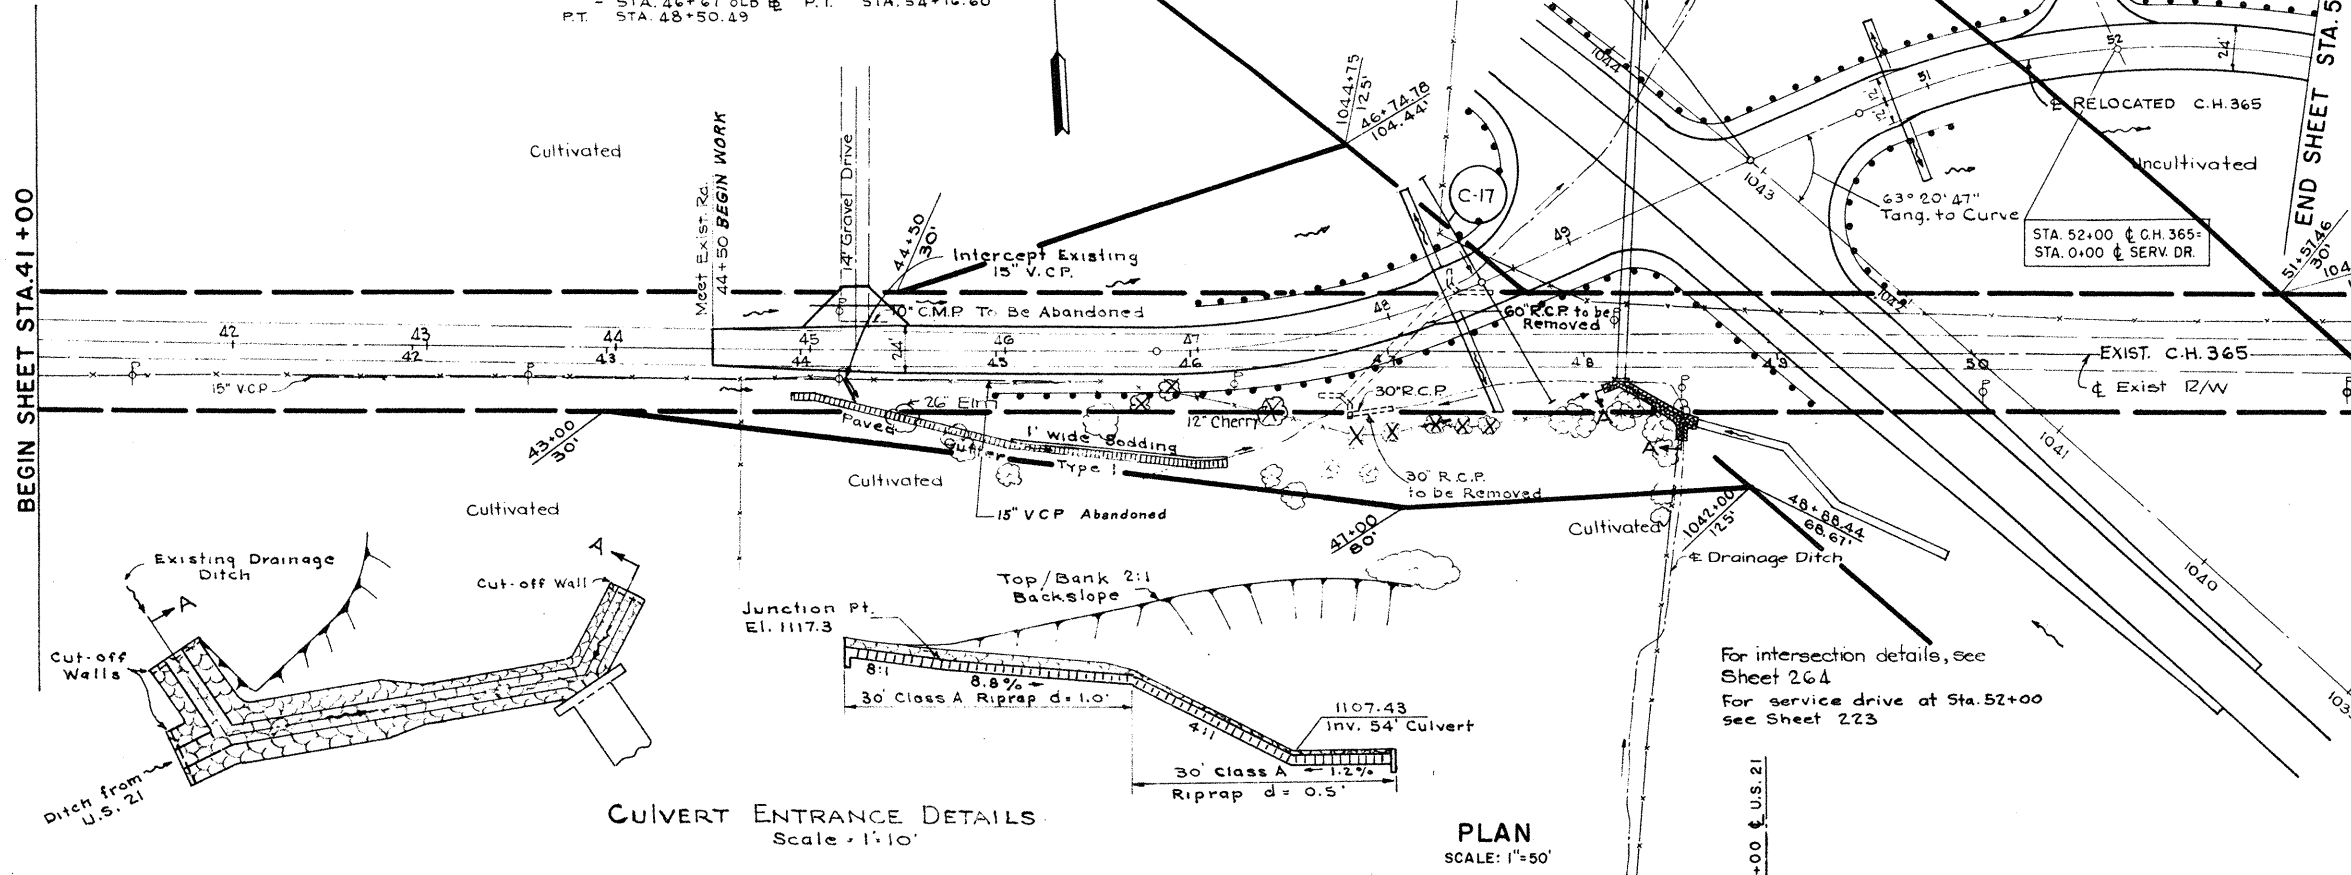 STA. 46+67 OLD ⅊ P.T. STA. 54+16.60
P.T. STA. 48+50.49
BEGIN SHEET STA. 41+00
Cultivated
Meet Exist. Rd.
44+50 BEGIN WORK
14' Gravel Drive
44+50
30'
Intercept Existing
15" V.C.P.
1044+75
125'
46+74.78
104.44'
C-17
1044
1043
1042
1041
1040
51
52
24'
12'
12'
℄ RELOCATED C.H. 365
Uncultivated
63° 20' 47"
Tang. to Curve
STA. 52+00 ℄ C.H. 365=
STA. 0+00 ℄ SERV. DR.
END SHEET STA. 5
51+57.46
30'
104
10" C.M.P. To Be Abandoned
60" R.C.P. to be
Removed
42
43
44
45
46
47
48
49
42
43
44
45
46
47
48
49
50
24'
EXIST. C.H. 365
℄ Exist R/W
15" V.C.P.
26" Elm
12" Cherry
30" R.C.P.
Paved
Gutter
Type 1
1' Wide Sodding
43+00
30'
Cultivated
Cultivated
15" V.C.P. Abandoned
30" R.C.P.
to be Removed
47+00
80'
Cultivated
1042+00
125'
48+88.44
68.67'
A
A
℄ Drainage Ditch
Existing Drainage
Ditch
A
A
Cut-off Wall
Cut-off
Walls
Ditch from
U.S. 21
Top/Bank 2:1
Backslope
Junction Pt.
El. 1117.3
8:1
8.8%
30' Class A Riprap d=1.0'
4:1
1107.43
Inv. 54' Culvert
1.2%
30' Class A
Riprap d= 0.5'
CULVERT ENTRANCE DETAILS
Scale = 1"=10'
For intersection details, see
Sheet 264
For service drive at Sta. 52+00
see Sheet 223
PLAN
SCALE: 1"=50'
+00 ℄ U.S. 21